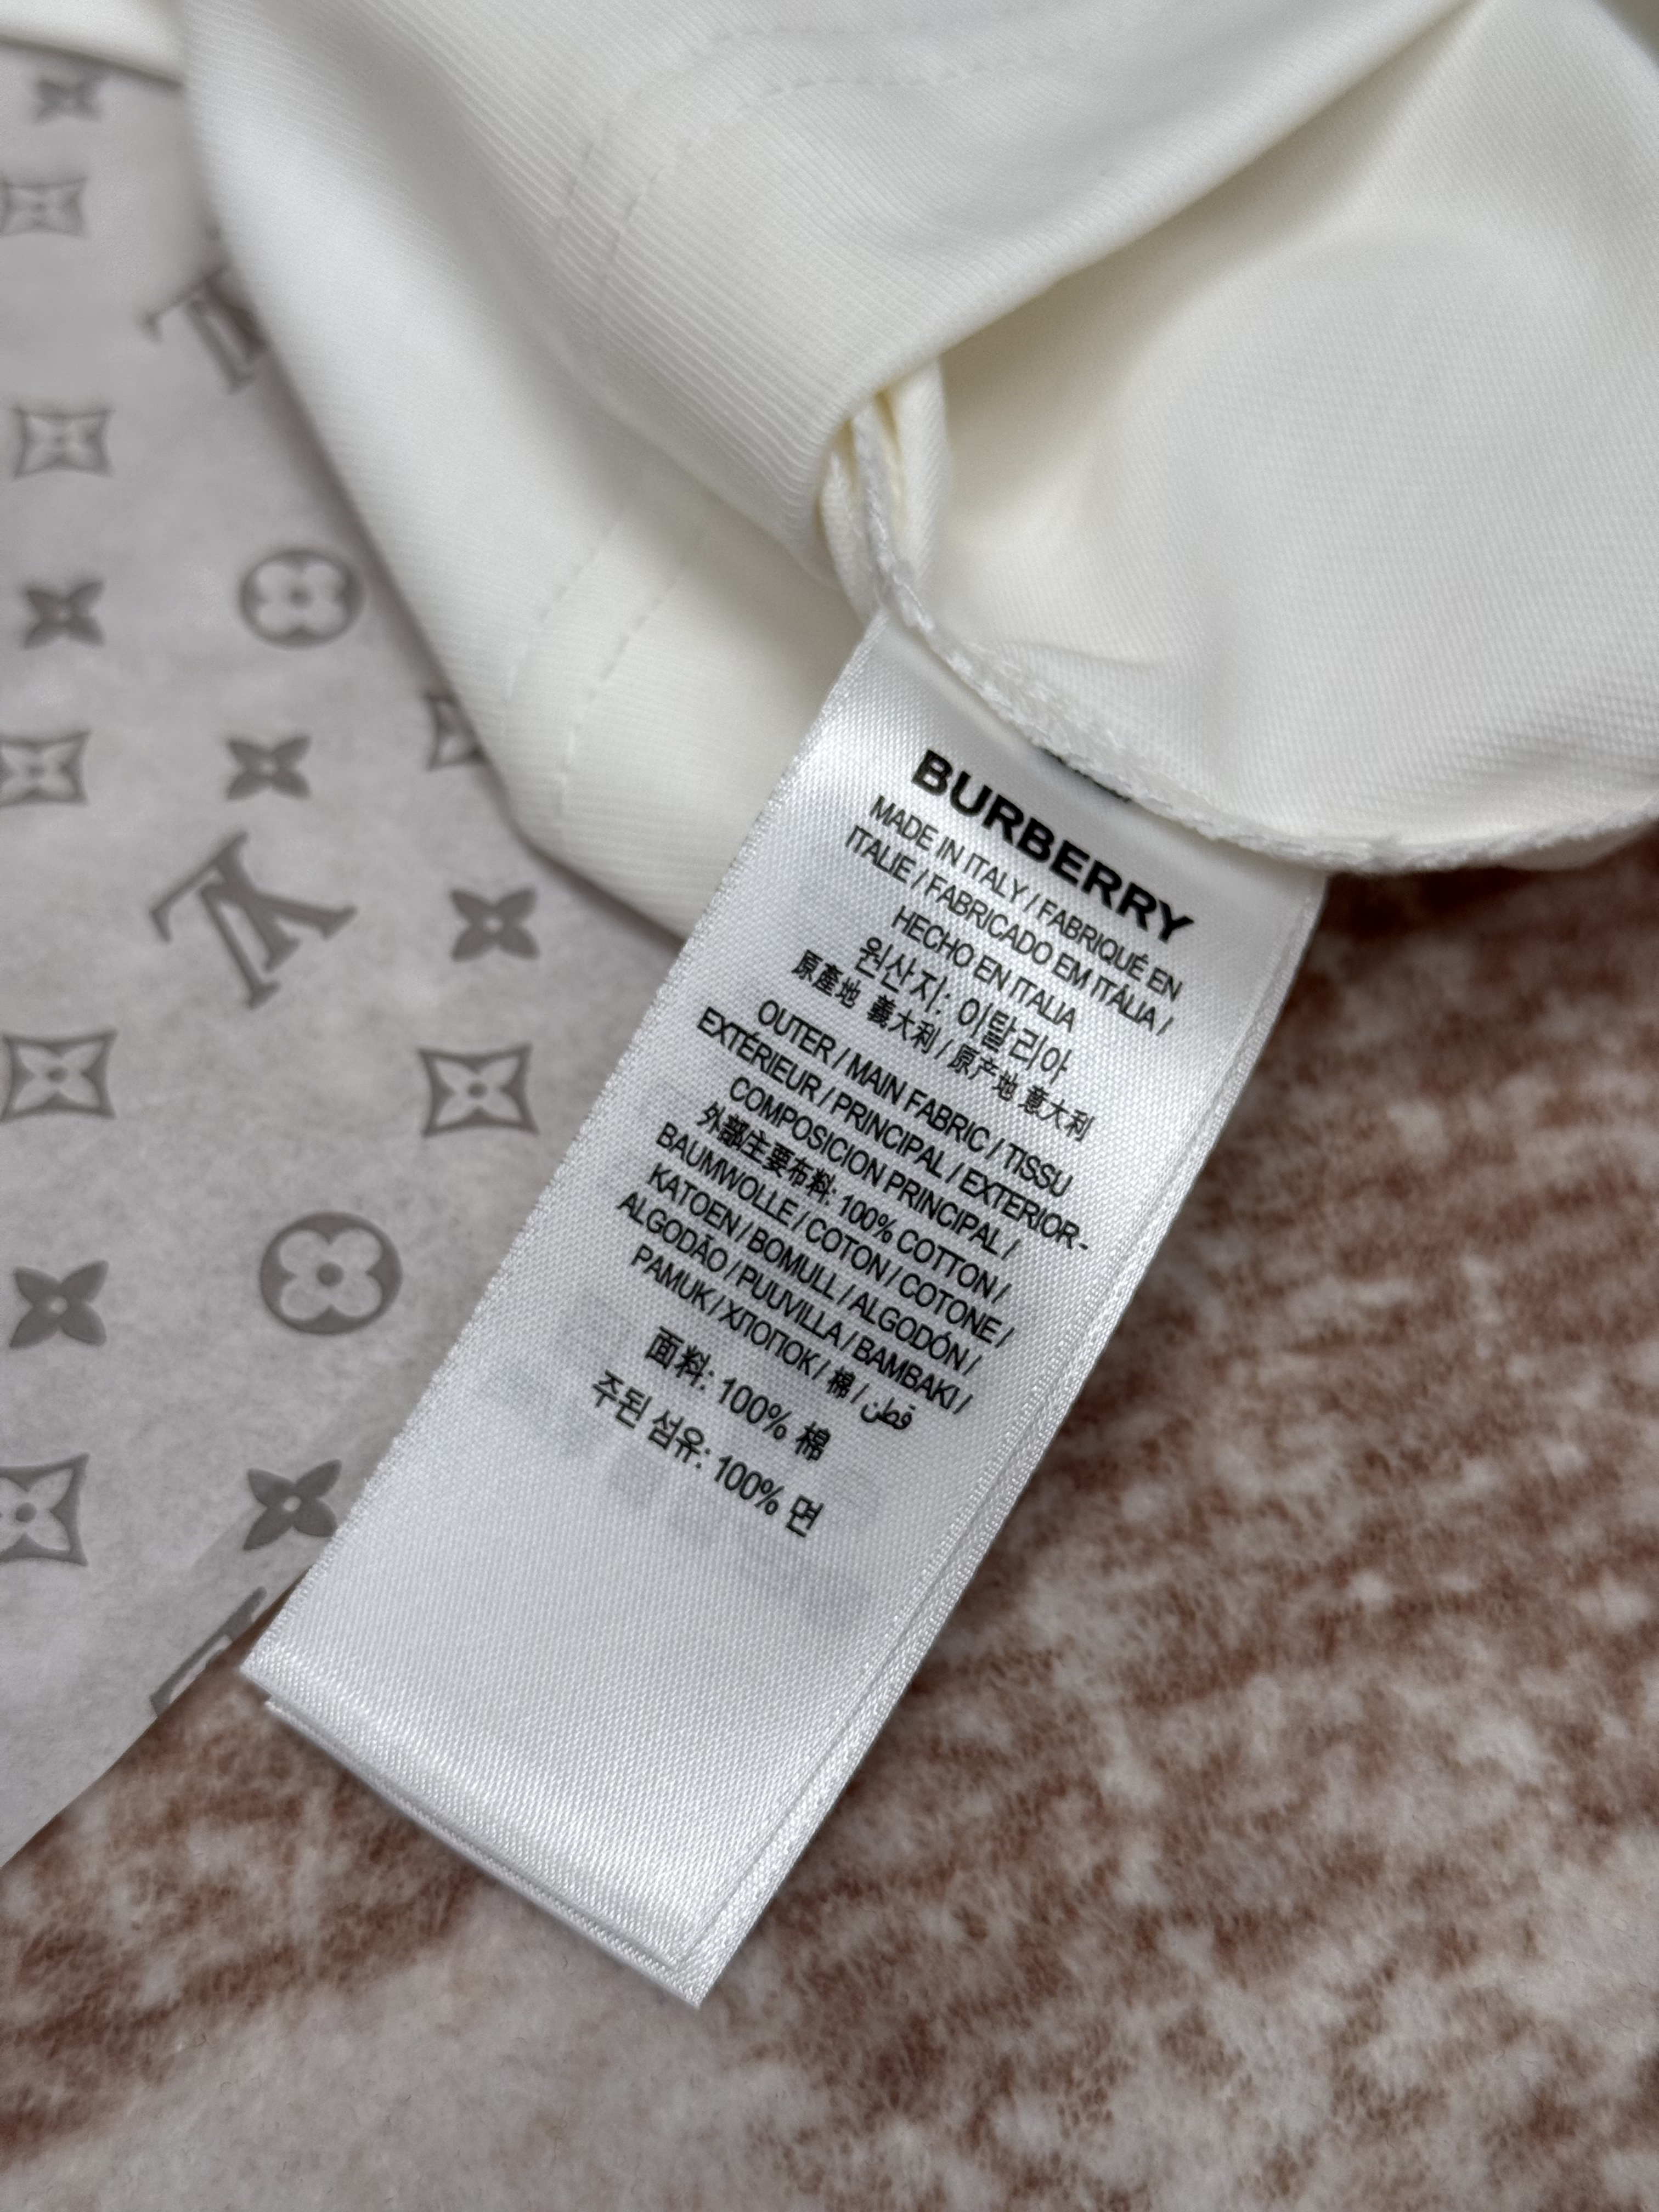 BURBERRY
MADE IN ITALY / FABRIQUÉ EN
ITALIE / FABRICADO EM ITÁLIA /
HECHO EN ITALIA
원산지: 이탈리아
原產地 義大利 / 原产地 意大利
OUTER / MAIN FABRIC / TISSU
EXTÉRIEUR / PRINCIPAL / EXTERIOR-
COMPOSICION PRINCIPAL /
外部主要布料: 100% COTTON /
BAUMWOLLE / COTON / COTONE /
KATOEN / BOMULL / ALGODÓN /
ALGODÃO / PUUVILLA / BAMBAKI /
PAMUK / ХЛОПОК / 棉 / قطن
面料: 100% 棉
주된 섬유: 100% 면